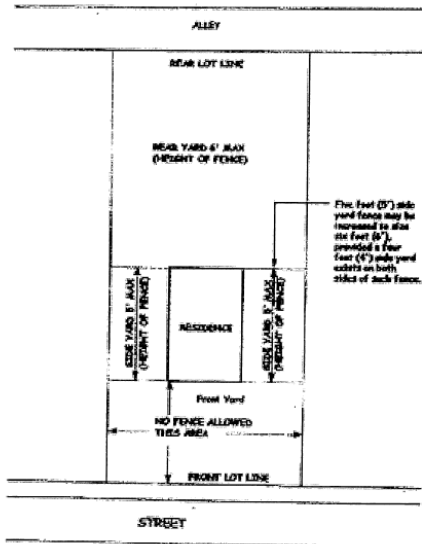 ALLEY
REAR LOT LINE
REAR YARD 6' MAX
(HEIGHT OF FENCE)
Five foot (5') side
yard fence may be
increased to size
six feet (6'),
provided a four
foot (4') side yard
exists on both
sides of such fence.
SIDE YARD 5' MAX
(HEIGHT OF FENCE)
RESIDENCE
SIDE YARD 5' MAX
(HEIGHT OF FENCE)
Front Yard
NO FENCE ALLOWED
THIS AREA
FRONT LOT LINE
STREET